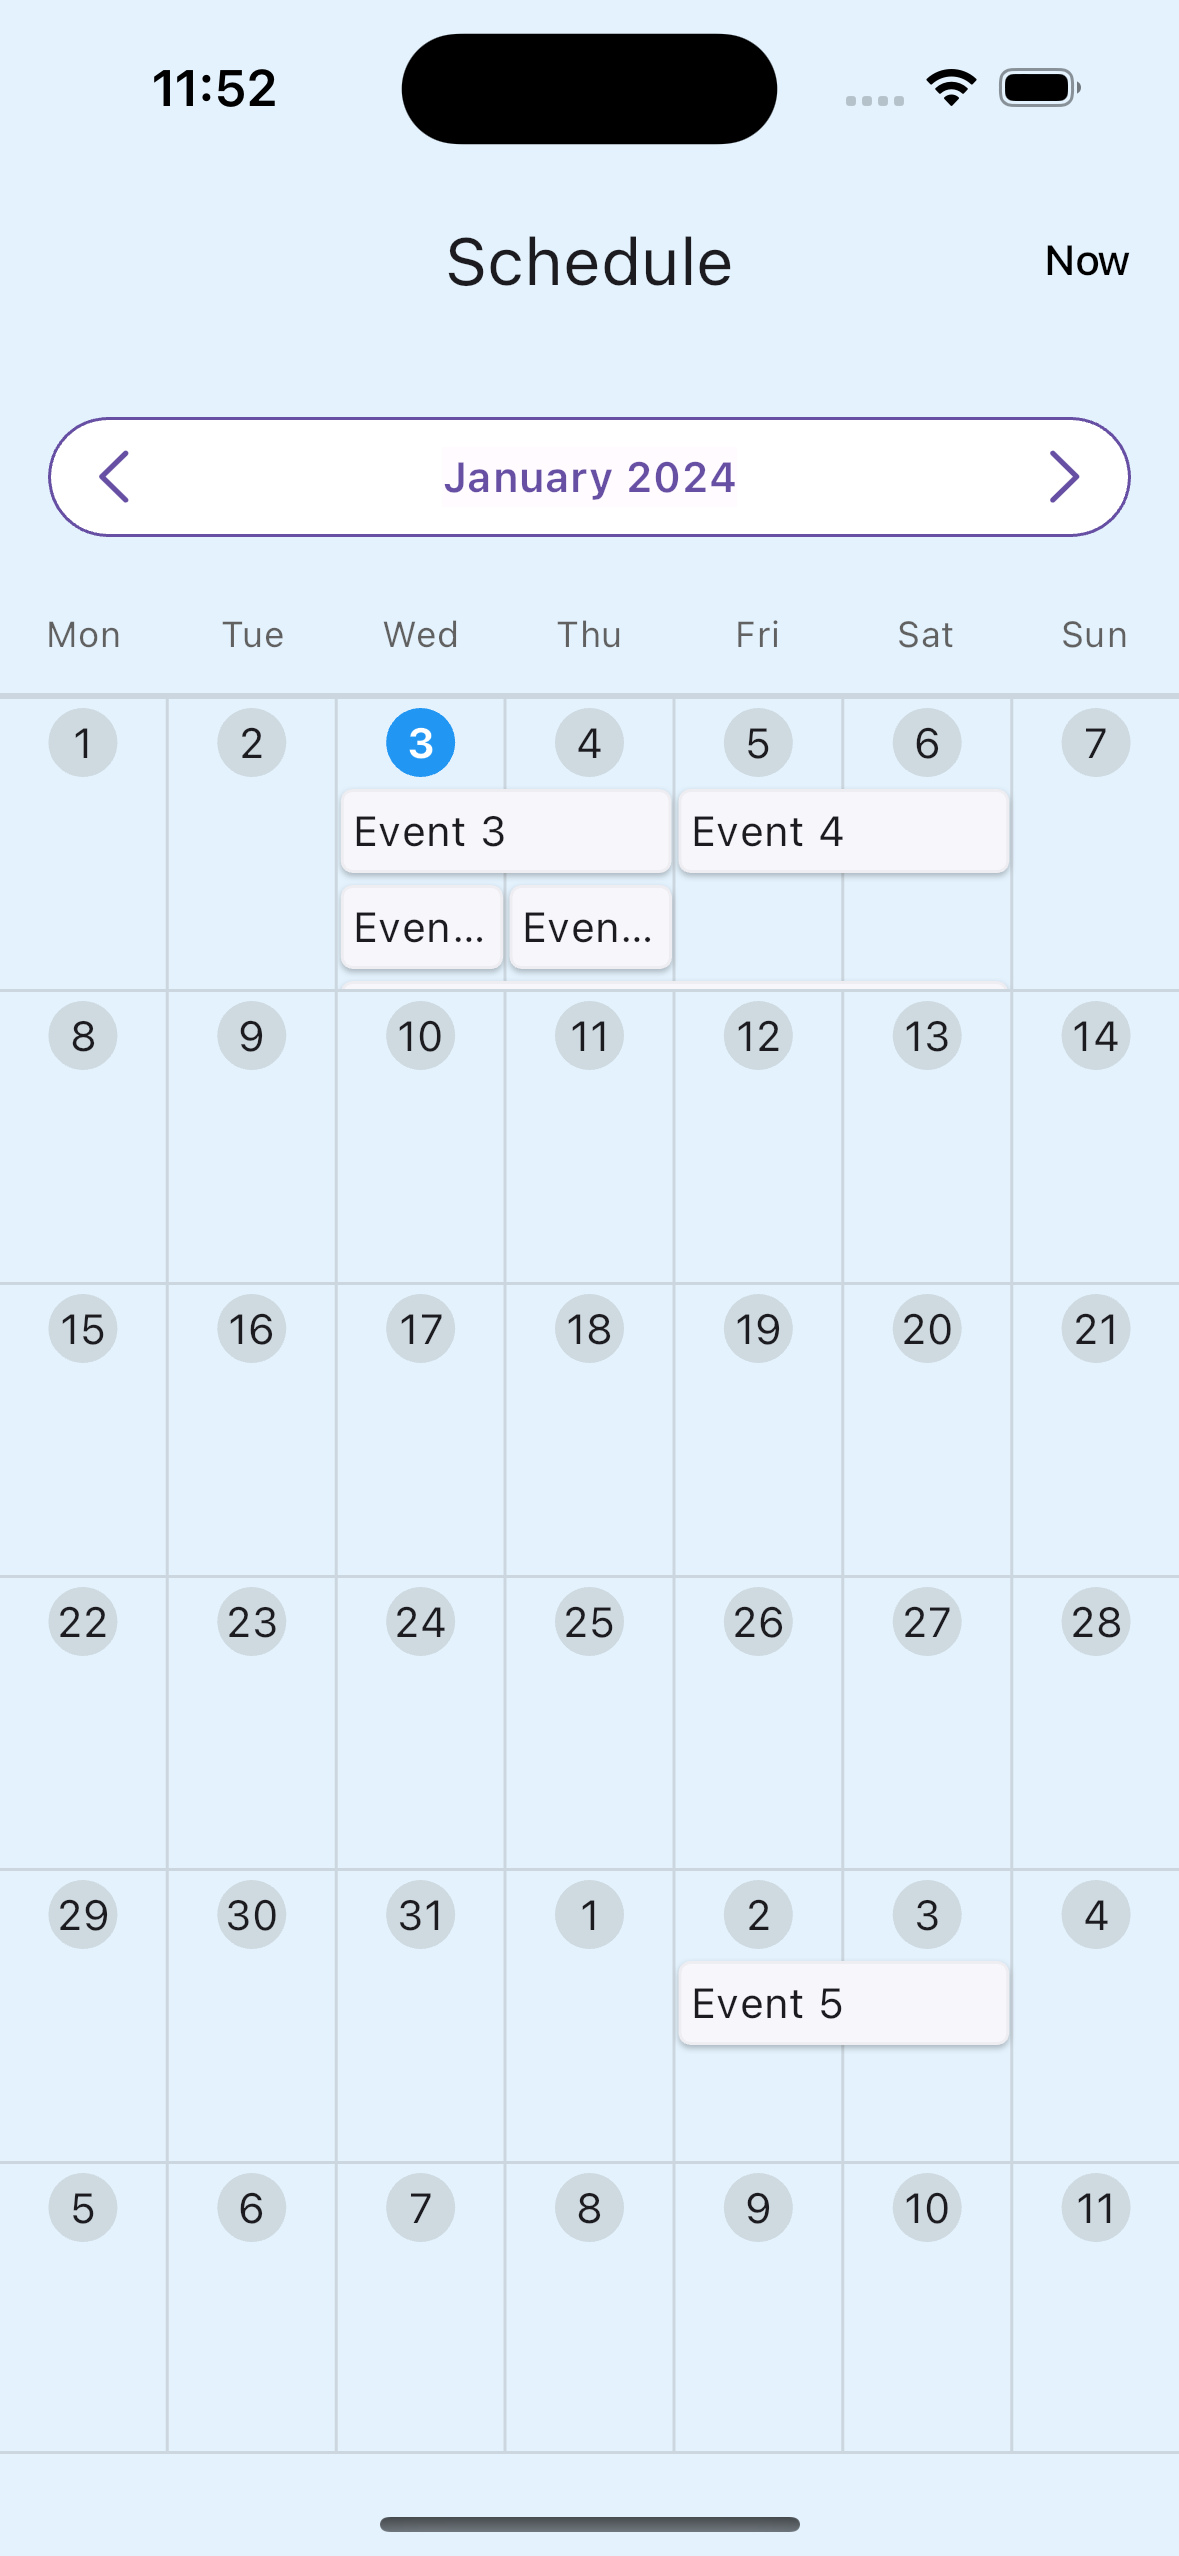 11:52
Schedule
Now
January 2024
Mon Tue Wed Thu Fri Sat Sun
1 2 3 4 5 6 7
Event 3 Event 4
Even... Even...
8 9 10 11 12 13 14
15 16 17 18 19 20 21
22 23 24 25 26 27 28
29 30 31 1 2 3 4
Event 5
5 6 7 8 9 10 11